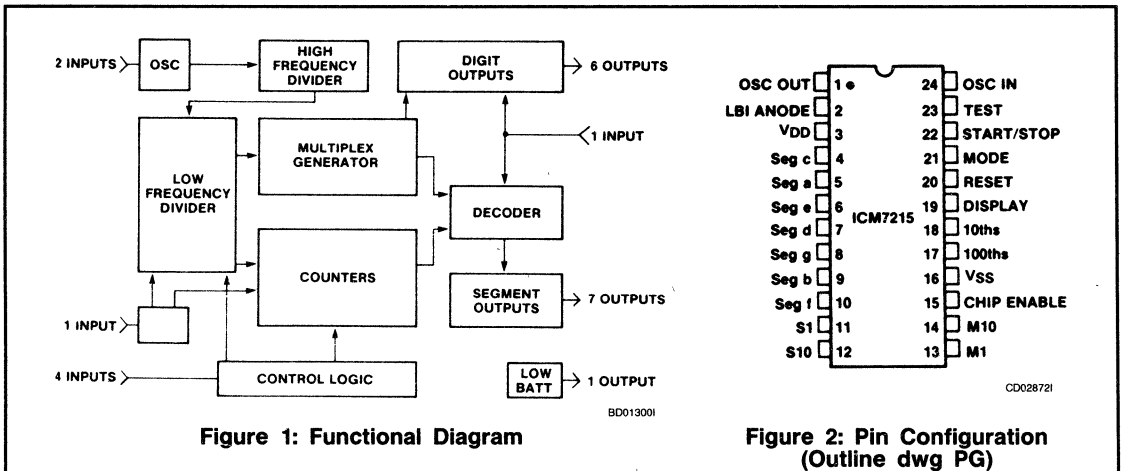 2 INPUTS
OSC
HIGH
FREQUENCY
DIVIDER
DIGIT
OUTPUTS
6 OUTPUTS
1 INPUT
LOW
FREQUENCY
DIVIDER
MULTIPLEX
GENERATOR
DECODER
COUNTERS
SEGMENT
OUTPUTS
7 OUTPUTS
1 INPUT
4 INPUTS
CONTROL LOGIC
LOW
BATT
1 OUTPUT
BD01300I
Figure 1: Functional Diagram
OSC OUT 1 24 OSC IN
LBI ANODE 2 23 TEST
VDD 3 22 START/STOP
Seg c 4 21 MODE
Seg a 5 20 RESET
Seg e 6 19 DISPLAY
ICM7215
Seg d 7 18 10ths
Seg g 8 17 100ths
Seg b 9 16 VSS
Seg f 10 15 CHIP ENABLE
S1 11 14 M10
S10 12 13 M1
CD02872I
Figure 2: Pin Configuration
(Outline dwg PG)